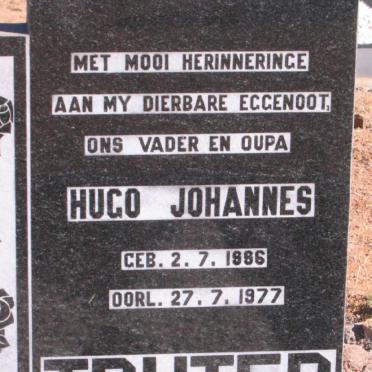 MET MOOI HERINNERINGE
AAN MY DIERBARE EGGENOOT,
ONS VADER EN OUPA
HUGO JOHANNES
GEB. 2. 7. 1886
OORL. 27. 7. 1977
TRUTER